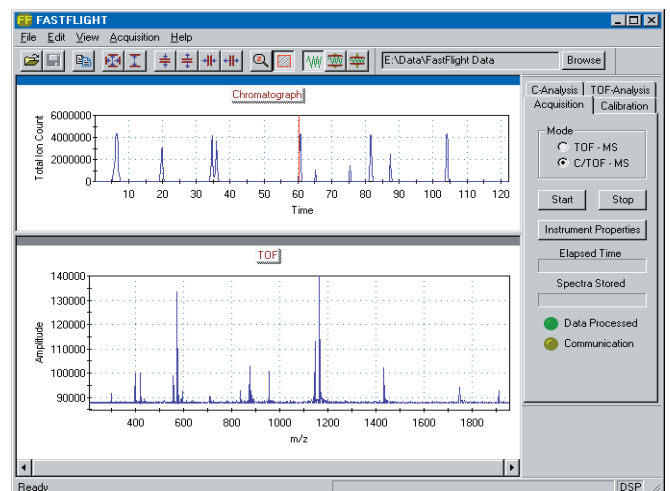 FF FASTFLIGHT
File Edit View Acquisition Help
E:\Data\FastFlight Data Browse
Chromatograph
Total Ion Count
6000000
4000000
2000000
0
10 20 30 40 50 60 70 80 90 100 110 120
Time
TOF
Amplitude
140000
130000
120000
110000
100000
90000
400 600 800 1000 1200 1400 1600 1800
m/z
C-Analysis TOF-Analysis
Acquisition Calibration
Mode
TOF - MS
C/TOF - MS
Start Stop
Instrument Properties
Elapsed Time
Spectra Stored
Data Processed
Communication
Ready DSP